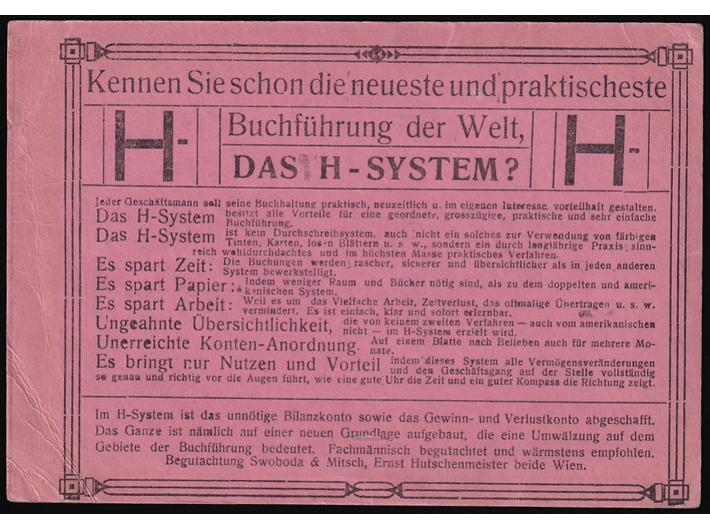 Kennen Sie schon die neueste und praktischeste
H-
Buchführung der Welt,
H-
DAS H-SYSTEM?
Jeder Geschäftsmann soll seine Buchhaltung praktisch, neuzeitlich u. im eigenen Interesse vorteilhaft gestalten.
Das H-System besitzt alle Vorteile für eine geordnete, grosszügige, praktische und sehr einfache
Buchführung.
Das H-System ist kein Durchschreibsystem, auch nicht ein solches zur Verwendung von färbigen
Tinten, Karten, losen Blättern u. s. w., sondern ein durch langjährige Praxis sinn-
reich wohldurchdachtes und im höchsten Masse praktisches Verfahren.
Es spart Zeit: Die Buchungen werden rascher, sicherer und übersichtlicher als in jeden anderen
System bewerkstelligt.
Es spart Papier: Indem weniger Raum und Bücher nötig sind, als zu dem doppelten und ameri-
kanischen System.
Es spart Arbeit: Weil es um das Vielfache Arbeit, Zeitverlust, das oftmalige Übertragen u. s. w.
vermindert. Es ist einfach, klar und sofort erlernbar.
Ungeahnte Übersichtlichkeit, die von keinem zweiten Verfahren — auch vom amerikanischen
nicht — im H-System erzielt wird.
Unerreichte Konten-Anordnung. Auf einem Blatte nach Belieben auch für mehrere Mo-
nate.
Es bringt nur Nutzen und Vorteil indem dieses System alle Vermögensveränderungen
und den Geschäftsgang auf der Stelle vollständig
so genau und richtig vor die Augen führt, wie eine gute Uhr die Zeit und ein guter Kompass die Richtung zeigt.
Im H-System ist das unnötige Bilanzkonto sowie das Gewinn- und Verlustkonto abgeschafft.
Das Ganze ist nämlich auf einer neuen Grundlage aufgebaut, die eine Umwälzung auf dem
Gebiete der Buchführung bedeutet. Fachmännisch begutachtet und wärmstens empfohlen.
Begutachtung Swoboda & Mitsch, Ernst Hutschenmeister beide Wien.